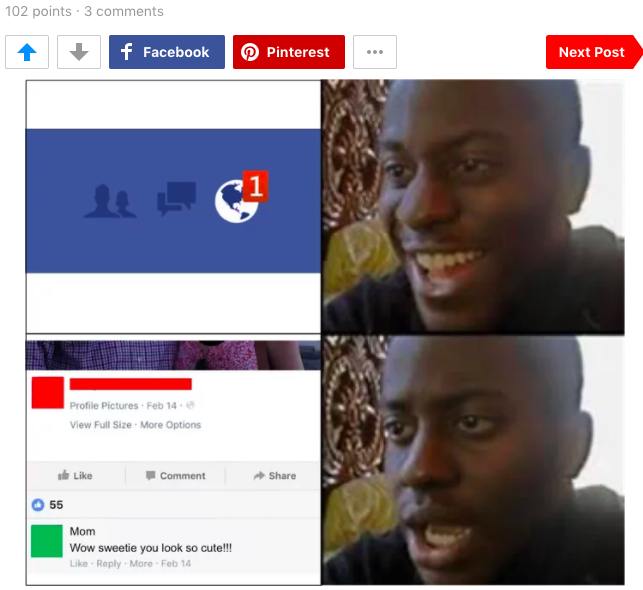 102 points · 3 comments
Facebook
Pinterest
Next Post
1
Profile Pictures · Feb 14 ·
View Full Size · More Options
Like
Comment
Share
55
Mom
Wow sweetie you look so cute!!!
Like · Reply · More · Feb 14